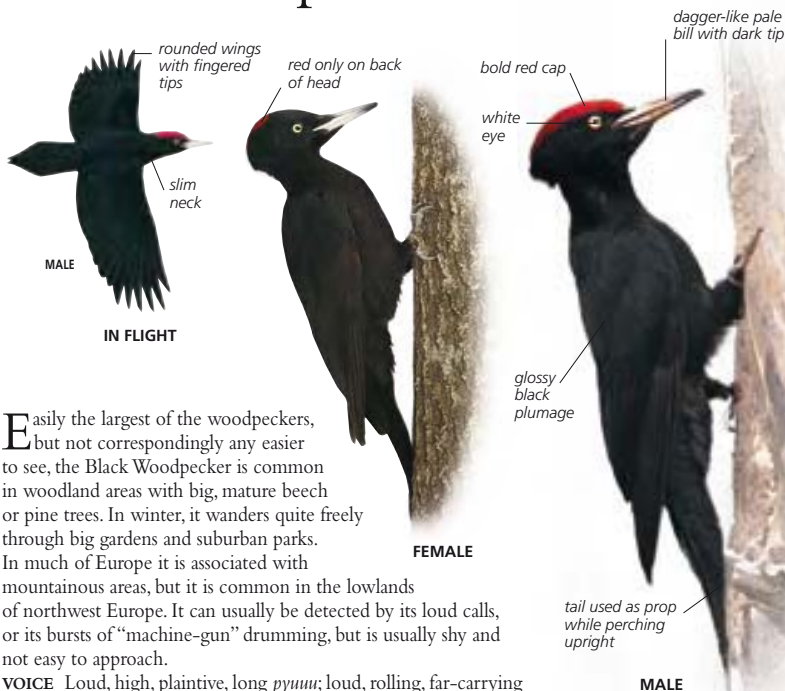 rounded wings
with fingered
tips
slim
neck
MALE
IN FLIGHT
red only on back
of head
FEMALE
dagger-like pale
bill with dark tip
bold red cap
white
eye
glossy
black
plumage
tail used as prop
while perching
upright
MALE
Easily the largest of the woodpeckers,
but not correspondingly any easier
to see, the Black Woodpecker is common
in woodland areas with big, mature beech
or pine trees. In winter, it wanders quite freely
through big gardens and suburban parks.
In much of Europe it is associated with
mountainous areas, but it is common in the lowlands
of northwest Europe. It can usually be detected by its loud calls,
or its bursts of “machine-gun” drumming, but is usually shy and
not easy to approach.
VOICE Loud, high, plaintive, long pyuuu; loud, rolling, far-carrying